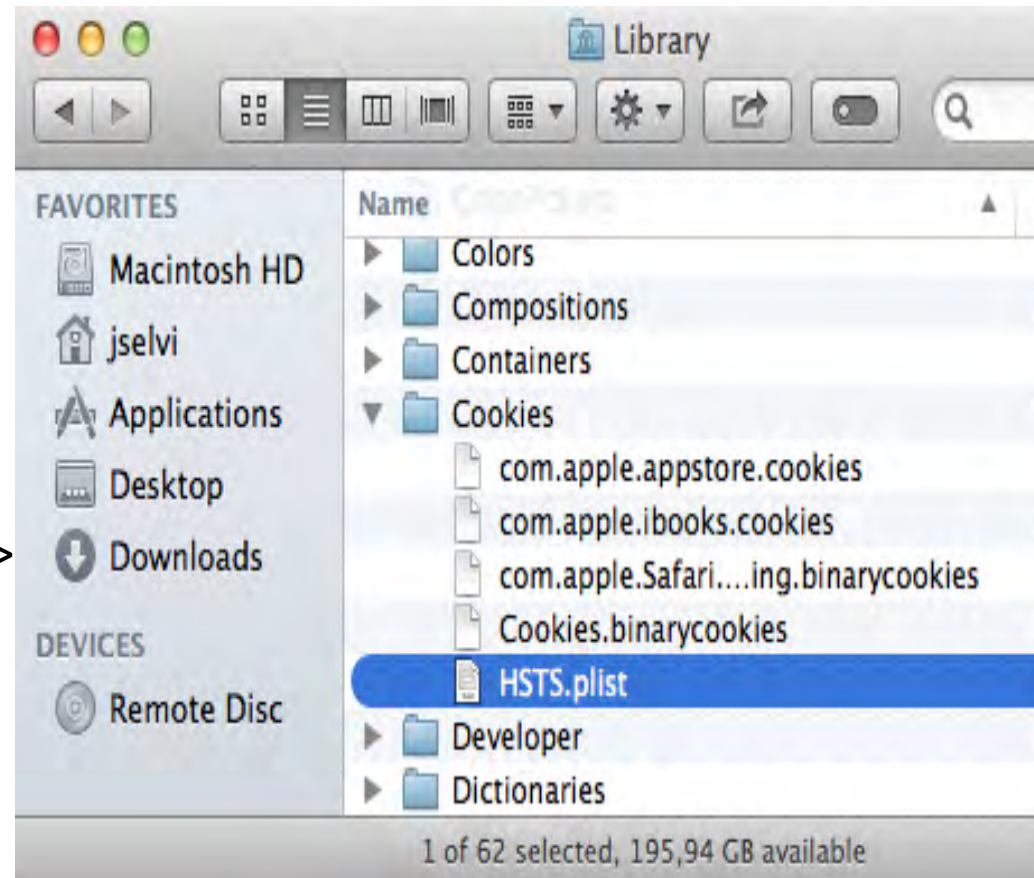 Library
FAVORITES
Macintosh HD
jselvi
Applications
Desktop
>
Downloads
DEVICES
Remote Disc
Name
Colors
Compositions
Containers
Cookies
com.apple.appstore.cookies
com.apple.ibooks.cookies
com.apple.Safari....ing.binarycookies
Cookies.binarycookies
HSTS.plist
Developer
Dictionaries
1 of 62 selected, 195,94 GB available